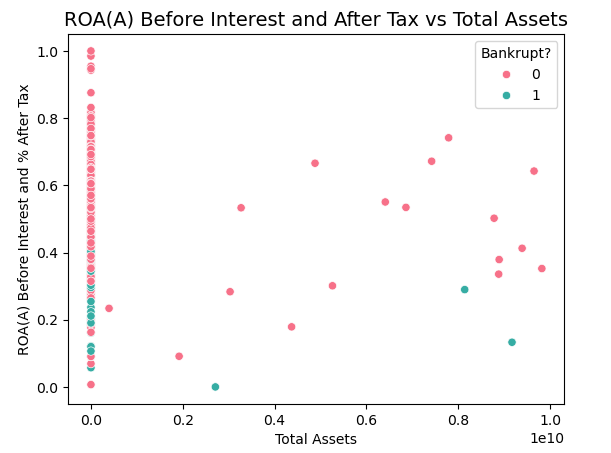 ROA(A) Before Interest and After Tax vs Total Assets
ROA(A) Before Interest and % After Tax
1.0
0.8
0.6
0.4
0.2
0.0
Bankrupt?
0
1
0.0 0.2 0.4 0.6 0.8 1.0
1e10
Total Assets